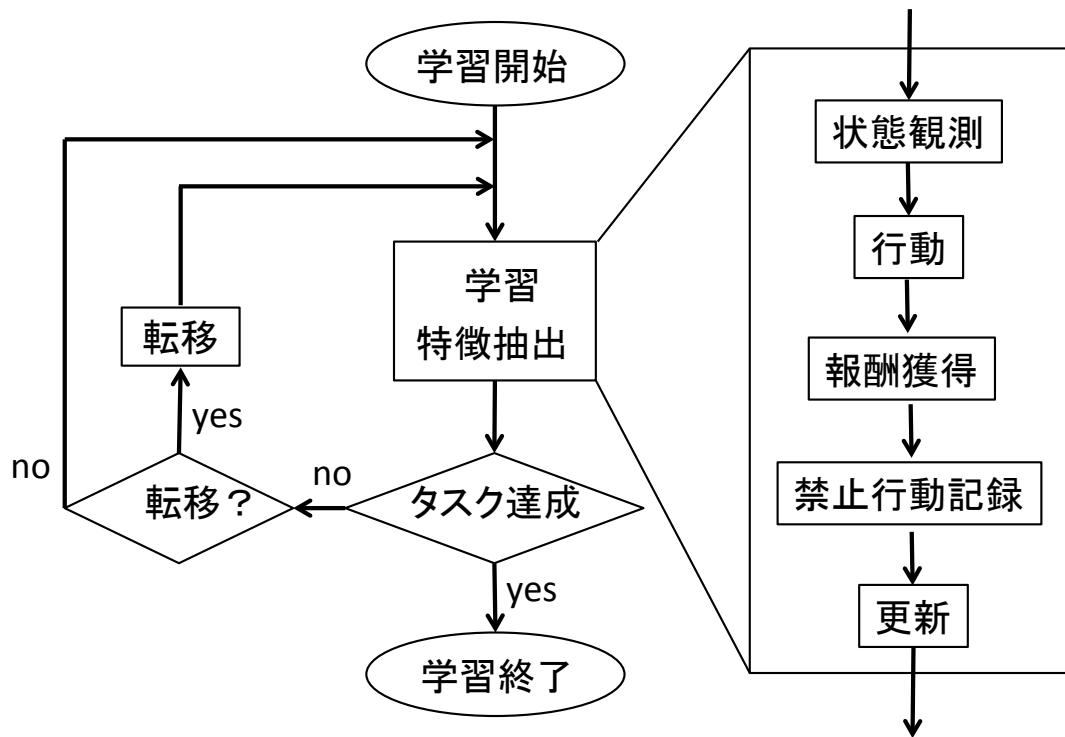 学習開始
学習
特徴抽出
転移
yes
no
転移？
no
タスク達成
yes
学習終了
状態観測
行動
報酬獲得
禁止行動記録
更新